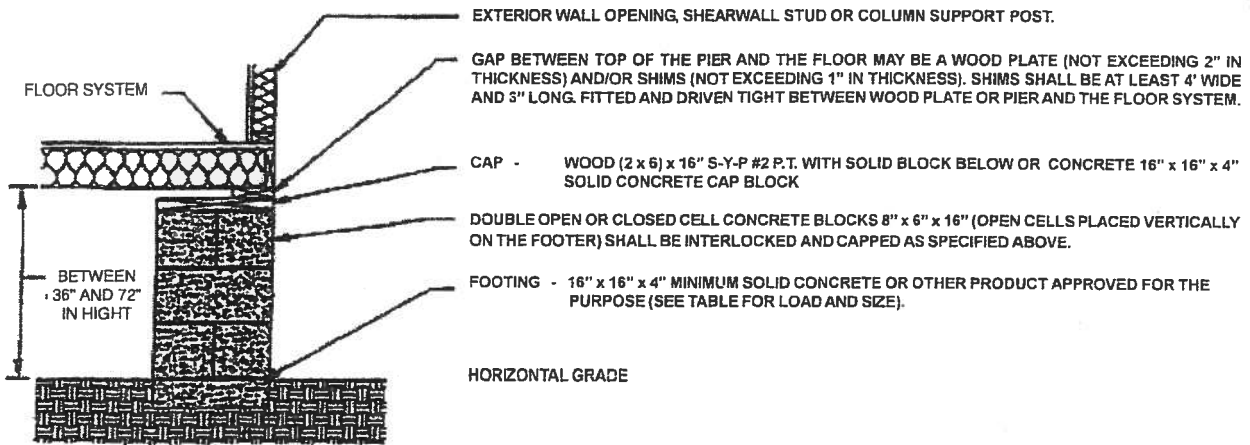 EXTERIOR WALL OPENING, SHEARWALL STUD OR COLUMN SUPPORT POST.
GAP BETWEEN TOP OF THE PIER AND THE FLOOR MAY BE A WOOD PLATE (NOT EXCEEDING 2" IN
THICKNESS) AND/OR SHIMS (NOT EXCEEDING 1" IN THICKNESS). SHIMS SHALL BE AT LEAST 4' WIDE
AND 3" LONG. FITTED AND DRIVEN TIGHT BETWEEN WOOD PLATE OR PIER AND THE FLOOR SYSTEM.
FLOOR SYSTEM
CAP - WOOD (2 x 6) x 16" S-Y-P #2 P.T. WITH SOLID BLOCK BELOW OR CONCRETE 16" x 16" x 4"
SOLID CONCRETE CAP BLOCK
DOUBLE OPEN OR CLOSED CELL CONCRETE BLOCKS 8" x 6" x 16" (OPEN CELLS PLACED VERTICALLY
ON THE FOOTER) SHALL BE INTERLOCKED AND CAPPED AS SPECIFIED ABOVE.
BETWEEN
36" AND 72"
IN HIGHT
FOOTING - 16" x 16" x 4" MINIMUM SOLID CONCRETE OR OTHER PRODUCT APPROVED FOR THE
PURPOSE (SEE TABLE FOR LOAD AND SIZE).
HORIZONTAL GRADE